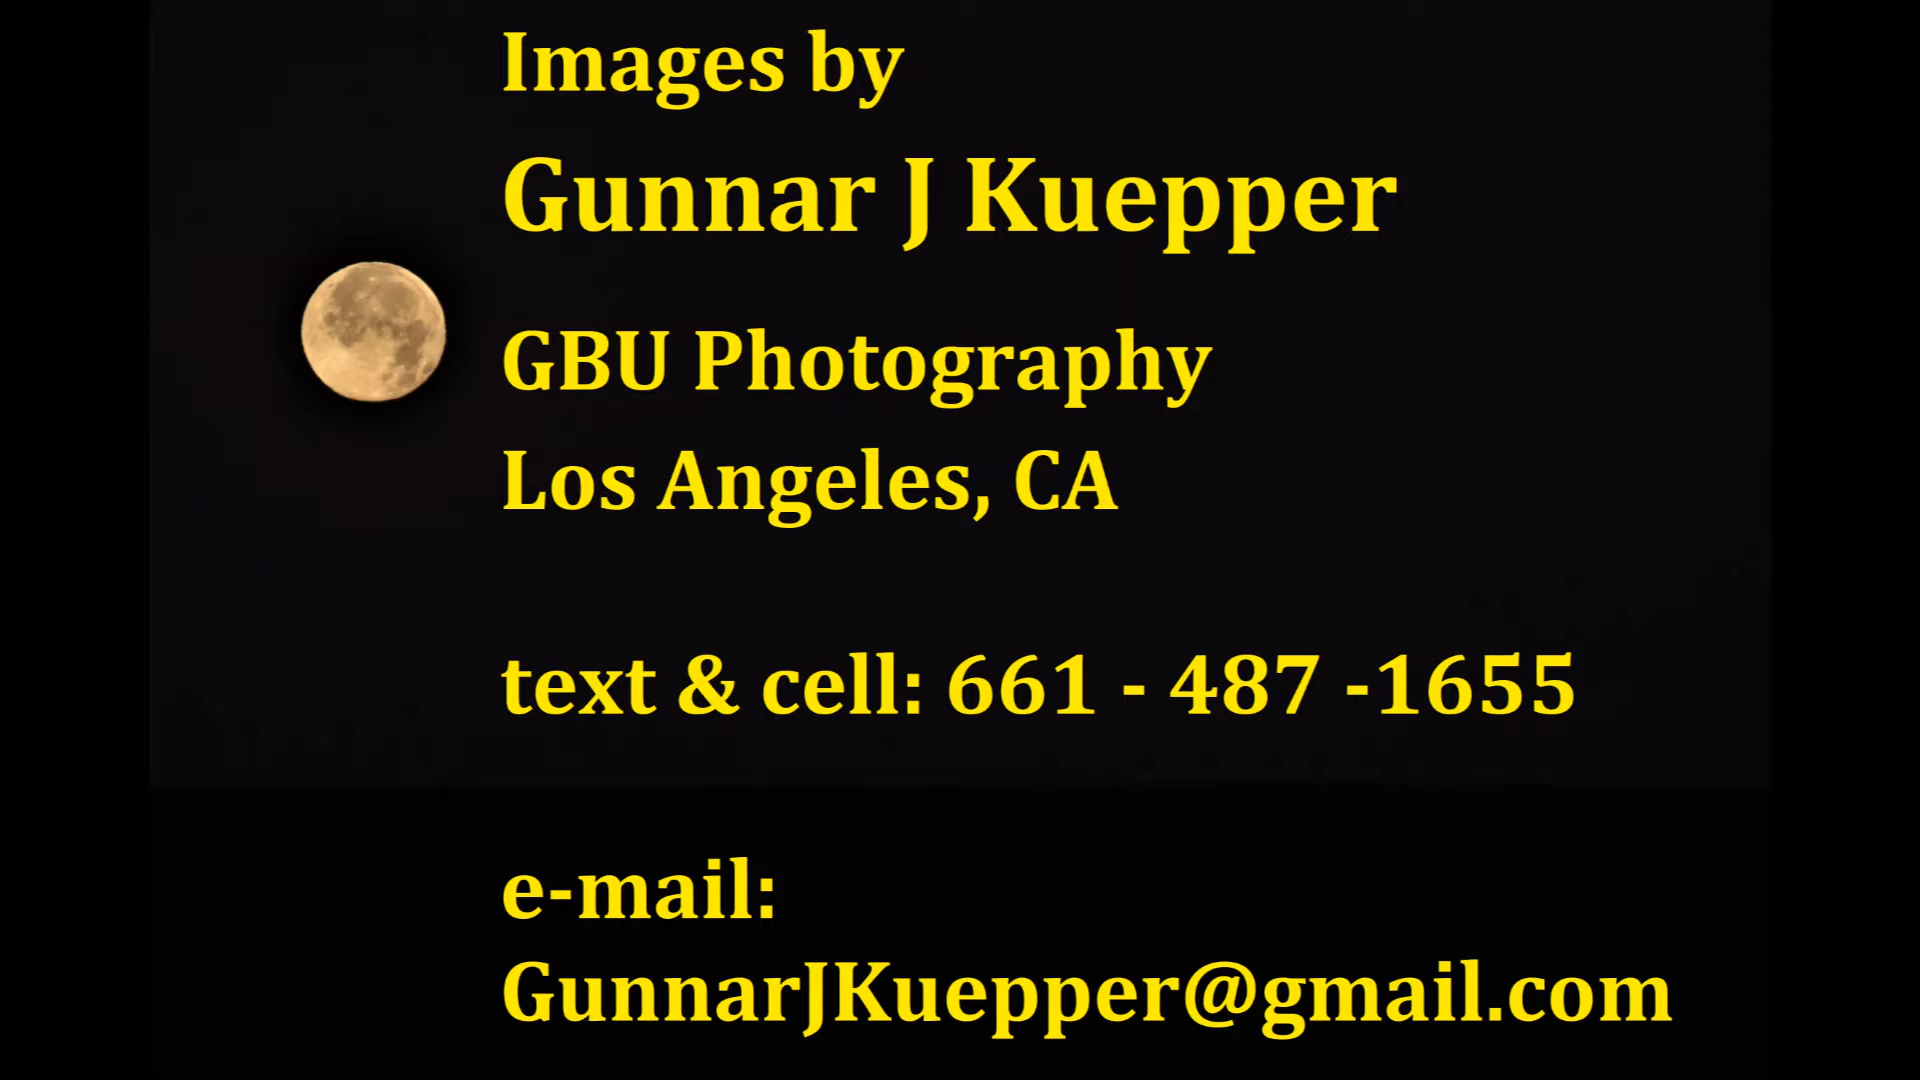 Images by
Gunnar J Kuepper
GBU Photography
Los Angeles, CA
text & cell: 661 - 487 -1655
e-mail:
GunnarJKuepper@gmail.com